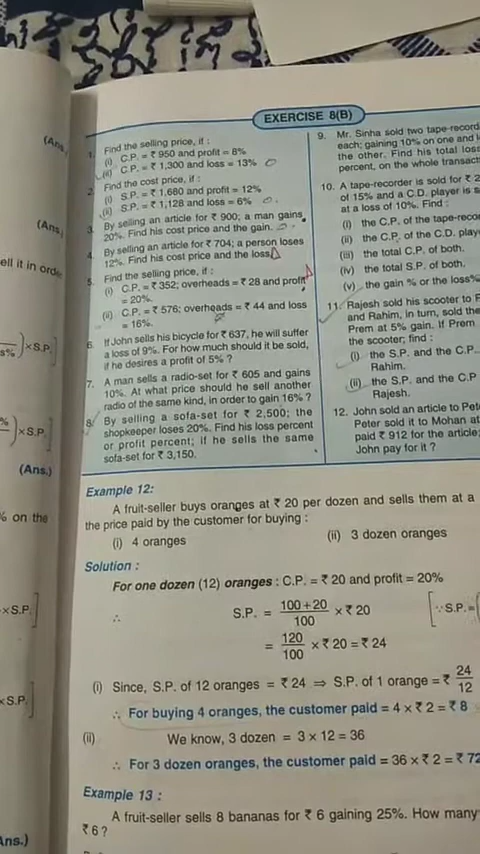 EXERCISE 8(B)
1. Find the selling price, if :
(i) C.P. = ₹ 950 and profit = 8%
(ii) C.P. = ₹ 1,300 and loss = 13%
2. Find the cost price, if :
(i) S.P. = ₹ 1,680 and profit = 12%
(ii) S.P. = ₹ 1,128 and loss = 6%
3. By selling an article for ₹ 900; a man gains
20%. Find his cost price and the gain.
4. By selling an article for ₹ 704; a person loses
12%. Find his cost price and the loss.
5. Find the selling price, if :
(i) C.P. = ₹ 352; overheads = ₹ 28 and profit
= 20%.
(ii) C.P. = ₹ 576; overheads = ₹ 44 and loss
= 16%.
6. If John sells his bicycle for ₹ 637, he will suffer
a loss of 9%. For how much should it be sold,
if he desires a profit of 5% ?
7. A man sells a radio-set for ₹ 605 and gains
10%. At what price should he sell another
radio of the same kind, in order to gain 16% ?
8. By selling a sofa-set for ₹ 2,500; the
shopkeeper loses 20%. Find his loss percent
or profit percent; if he sells the same
sofa-set for ₹ 3,150.
9. Mr. Sinha sold two tape-record
each; gaining 10% on one and
the other. Find his total loss
percent, on the whole transact
10. A tape-recorder is sold for ₹ 2
of 15% and a C.D. player is s
at a loss of 10%. Find :
(i) the C.P. of the tape-recor
(ii) the C.P. of the C.D. playe
(iii) the total C.P. of both.
(iv) the total S.P. of both.
(v) the gain % or the loss%
11. Rajesh sold his scooter to
and Rahim, in turn, sold the
Prem at 5% gain. If Prem
the scooter; find :
(i) the S.P. and the C.P.
Rahim.
(ii) the S.P. and the C.P
Rajesh.
12. John sold an article to Pete
Peter sold it to Mohan at
paid ₹ 912 for the article;
John pay for it ?
Example 12:
A fruit-seller buys oranges at ₹ 20 per dozen and sells them at a
the price paid by the customer for buying :
(i) 4 oranges (ii) 3 dozen oranges
Solution :
For one dozen (12) oranges : C.P. = ₹ 20 and profit = 20%
∴ S.P. = 100+20/100 × ₹ 20 [∵ S.P. =
= 120/100 × ₹ 20 = ₹ 24
(i) Since, S.P. of 12 oranges = ₹ 24 ⇒ S.P. of 1 orange = ₹ 24/12
∴ For buying 4 oranges, the customer paid = 4 × ₹ 2 = ₹ 8
(ii) We know, 3 dozen = 3 × 12 = 36
∴ For 3 dozen oranges, the customer paid = 36 × ₹ 2 = ₹ 72
Example 13 :
A fruit-seller sells 8 bananas for ₹ 6 gaining 25%. How many
₹ 6 ?
(Ans.
(Ans.
ell it in orde
s% ) × S.P.]
% ) × S.P.]
(Ans.)
% on the
× S.P.]
× S.P.]
Ans.)